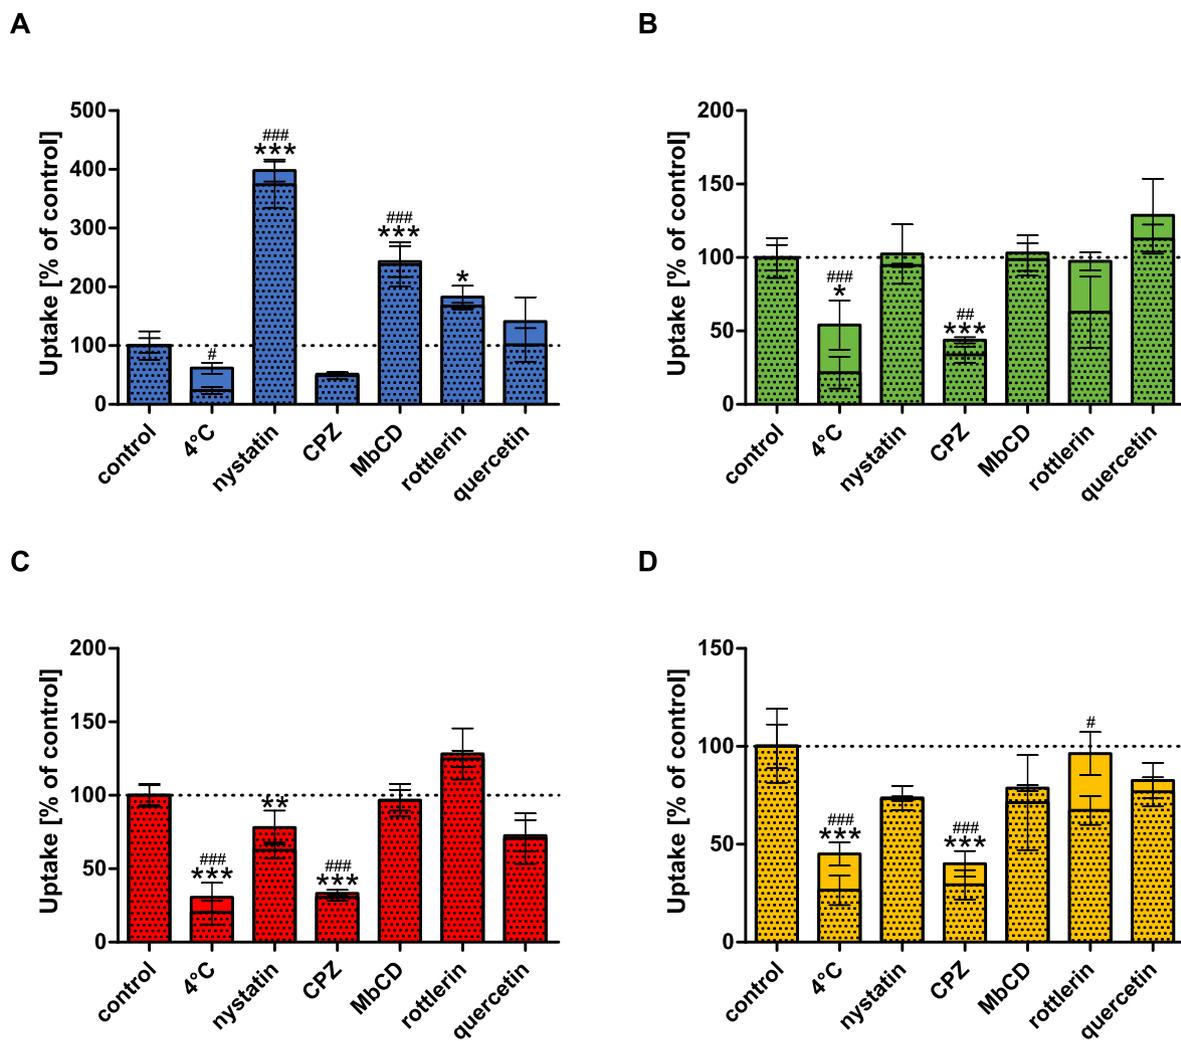 A
Uptake [% of control]
500
400
300
200
100
0
###
***
###
***
*
#
control
4°C
nystatin
CPZ
MbCD
rottlerin
quercetin
B
Uptake [% of control]
200
150
100
50
0
###
*
##
***
control
4°C
nystatin
CPZ
MbCD
rottlerin
quercetin
C
Uptake [% of control]
200
150
100
50
0
###
***
**
###
***
control
4°C
nystatin
CPZ
MbCD
rottlerin
quercetin
D
Uptake [% of control]
150
100
50
0
###
***
###
***
#
control
4°C
nystatin
CPZ
MbCD
rottlerin
quercetin